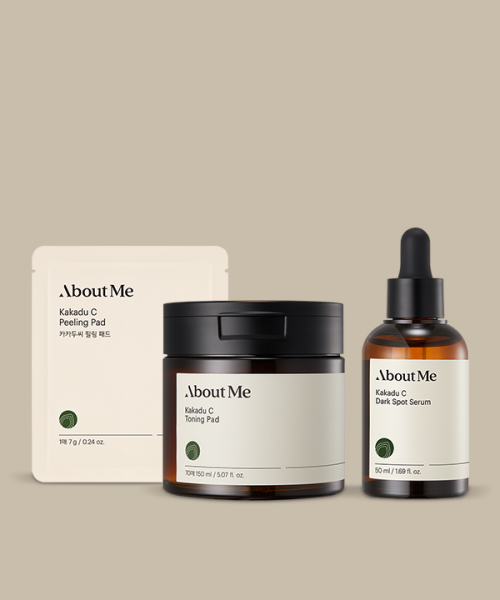 About Me
Kakadu C
Peeling Pad
카카두씨 필링 패드
1매 7 g / 0.24 oz.
About Me
Kakadu C
Toning Pad
70매 150 ml / 5.07 fl. oz.
About Me
Kakadu C
Dark Spot Serum
50 ml / 1.69 fl. oz.